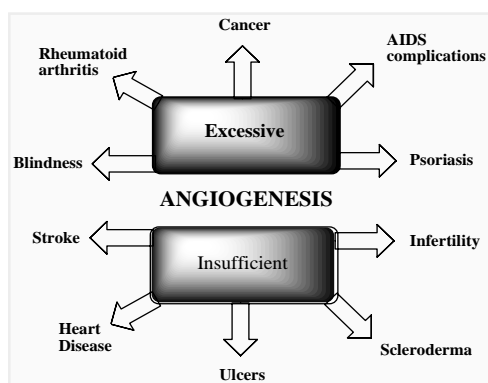 Cancer
Rheumatoid
arthritis
AIDS
complications
Excessive
Blindness
Psoriasis
ANGIOGENESIS
Stroke
Insufficient
Infertility
Heart
Disease
Ulcers
Scleroderma